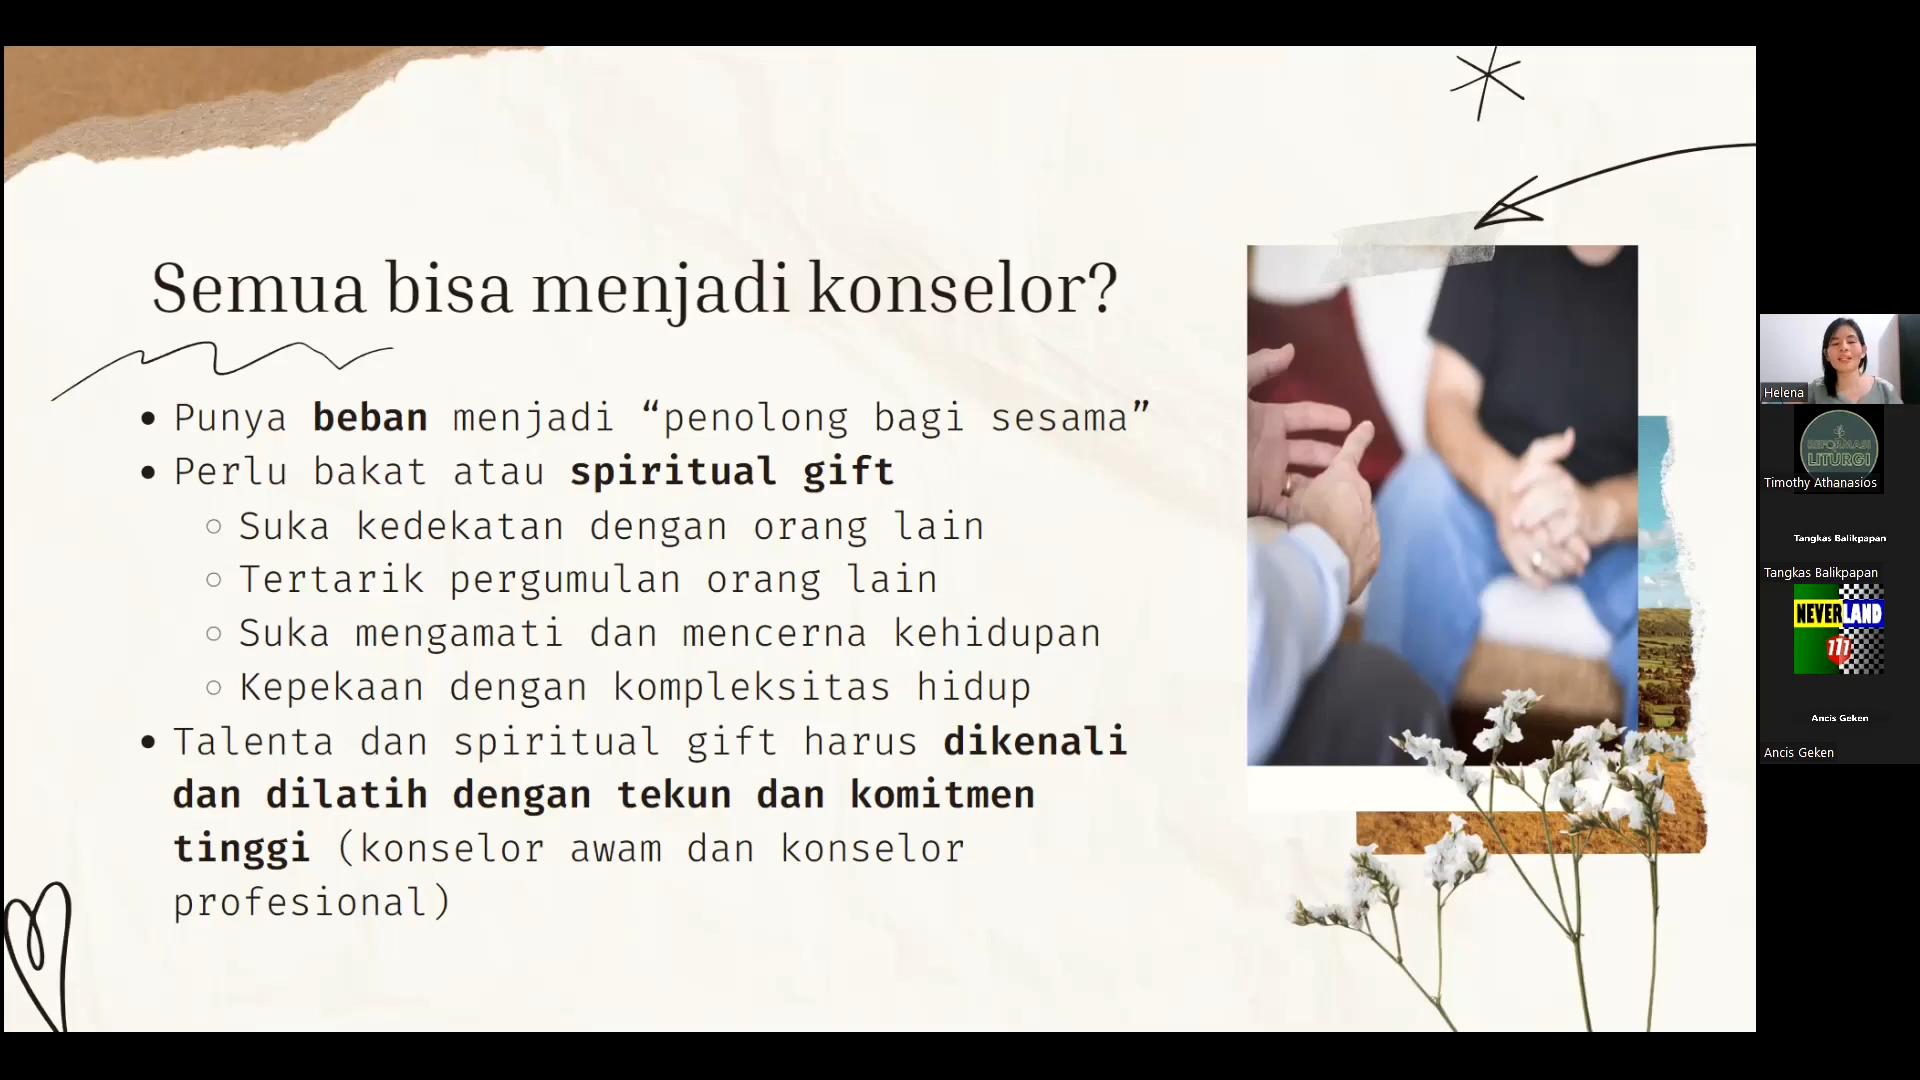 Semua bisa menjadi konselor?
• Punya beban menjadi “penolong bagi sesama”
• Perlu bakat atau spiritual gift
○ Suka kedekatan dengan orang lain
○ Tertarik pergumulan orang lain
○ Suka mengamati dan mencerna kehidupan
○ Kepekaan dengan kompleksitas hidup
• Talenta dan spiritual gift harus dikenali
dan dilatih dengan tekun dan komitmen
tinggi (konselor awam dan konselor
profesional)
Helena
REFORMASI
LITURGI
Timothy Athanasios
Tangkas Balikpapan
Tangkas Balikpapan
NEVERLAND
777
Ancis Geken
Ancis Geken